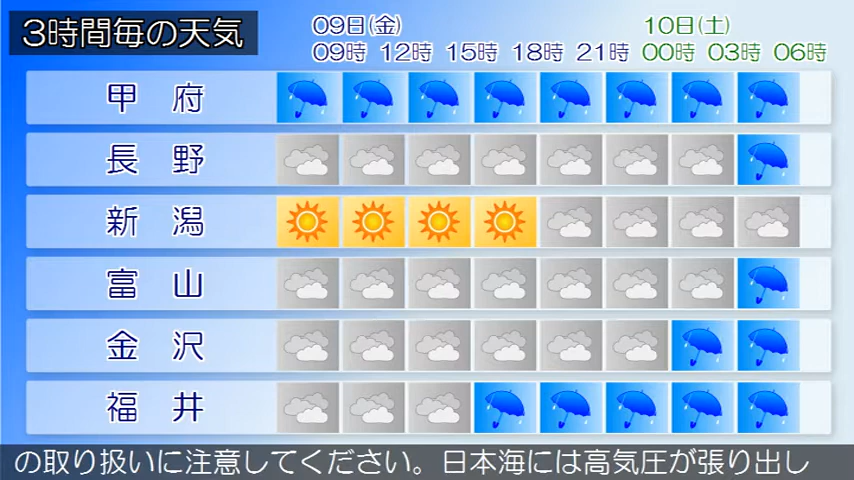 3時間毎の天気
09日(金) 10日(土)
09時 12時 15時 18時 21時 00時 03時 06時
甲府
長野
新潟
富山
金沢
福井
の取り扱いに注意してください。日本海には高気圧が張り出し